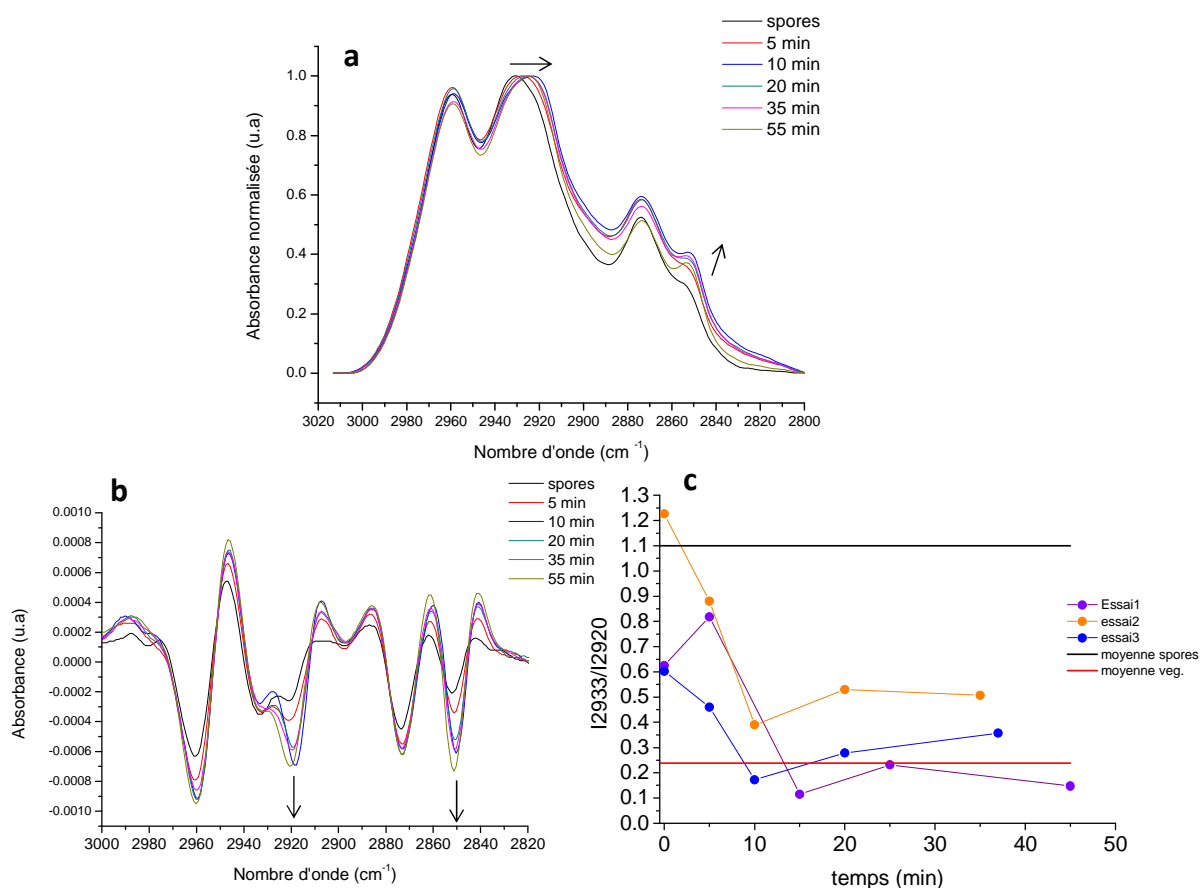 a
spores
5 min
10 min
20 min
35 min
55 min
Absorbance normalisée (u.a)
1.0
0.8
0.6
0.4
0.2
0.0
3020 3000 2980 2960 2940 2920 2900 2880 2860 2840 2820 2800
Nombre d'onde (cm -1)
b
spores
5 min
10 min
20 min
35 min
55 min
Absorbance (u.a)
0.0010
0.0008
0.0006
0.0004
0.0002
0.0000
-0.0002
-0.0004
-0.0006
-0.0008
-0.0010
3000 2980 2960 2940 2920 2900 2880 2860 2840 2820
Nombre d'onde (cm-1)
c
I2933/I2920
1.3
1.2
1.1
1.0
0.9
0.8
0.7
0.6
0.5
0.4
0.3
0.2
0.1
0.0
Essai1
essai2
essai3
moyenne spores
moyenne veg.
0 10 20 30 40 50
temps (min)